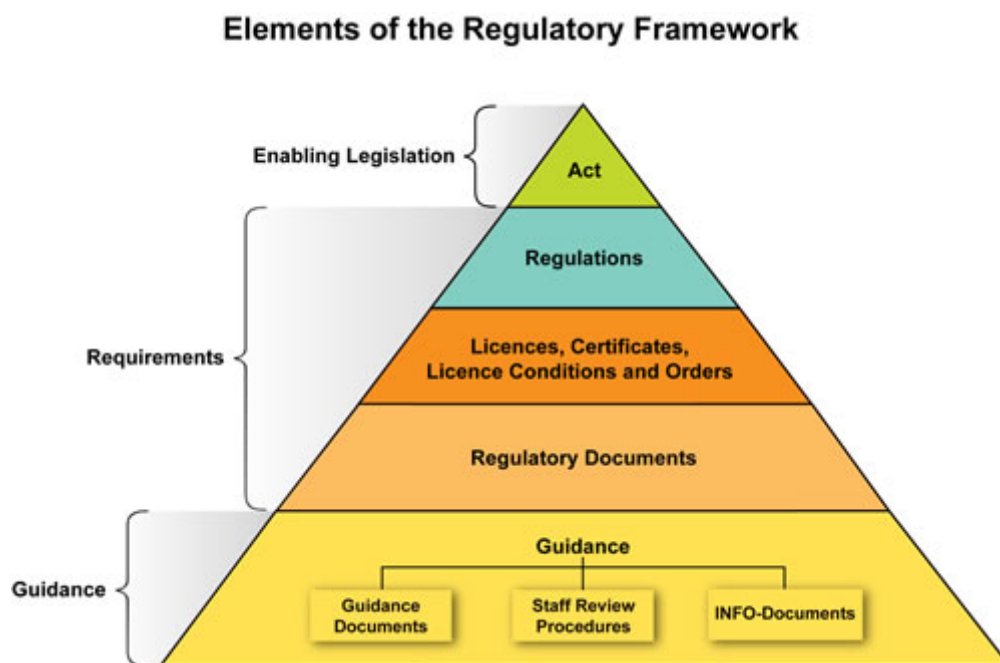 Elements of the Regulatory Framework
Enabling Legislation
Act
Regulations
Requirements
Licences, Certificates,
Licence Conditions and Orders
Regulatory Documents
Guidance
Guidance
Guidance
Documents
Staff Review
Procedures
INFO-Documents